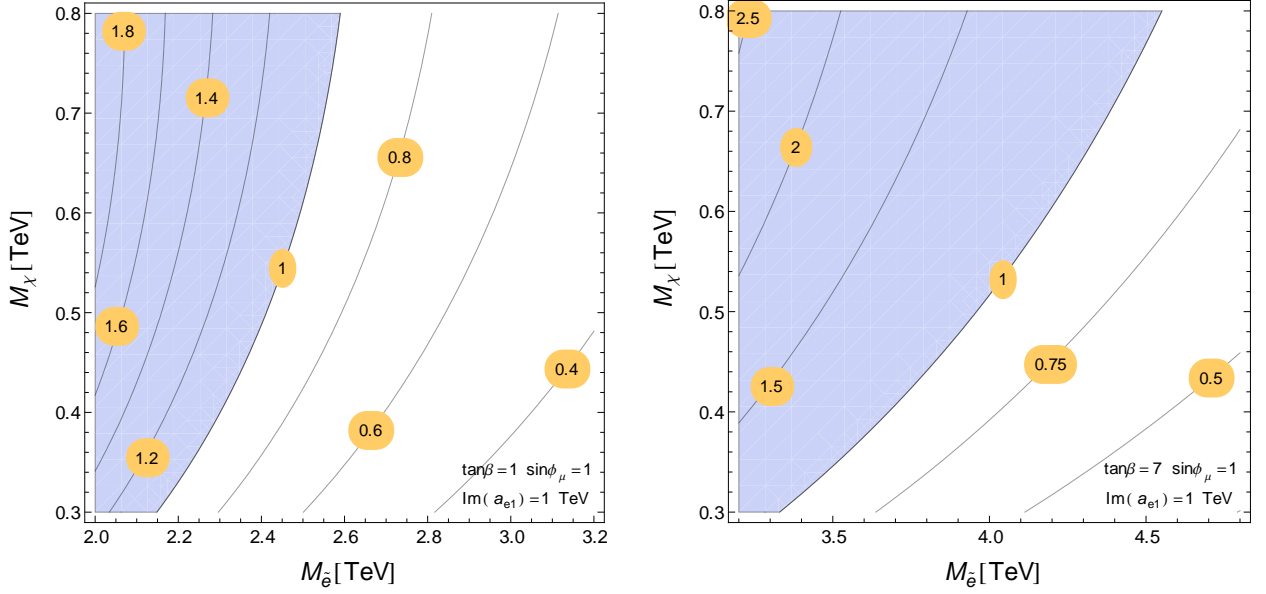 0.8
0.7
0.6
0.5
0.4
0.3
M_χ [TeV]
1.8
1.4
0.8
1
1.6
0.4
0.6
1.2
tanβ = 1 sinϕ_μ = 1
Im( a_e1 ) = 1 TeV
2.0 2.2 2.4 2.6 2.8 3.0 3.2
M_ẽ [TeV]
0.8
0.7
0.6
0.5
0.4
0.3
M_χ [TeV]
2.5
2
1
1.5
0.75
0.5
tanβ = 7 sinϕ_μ = 1
Im( a_e1 ) = 1 TeV
3.5 4.0 4.5
M_ẽ [TeV]